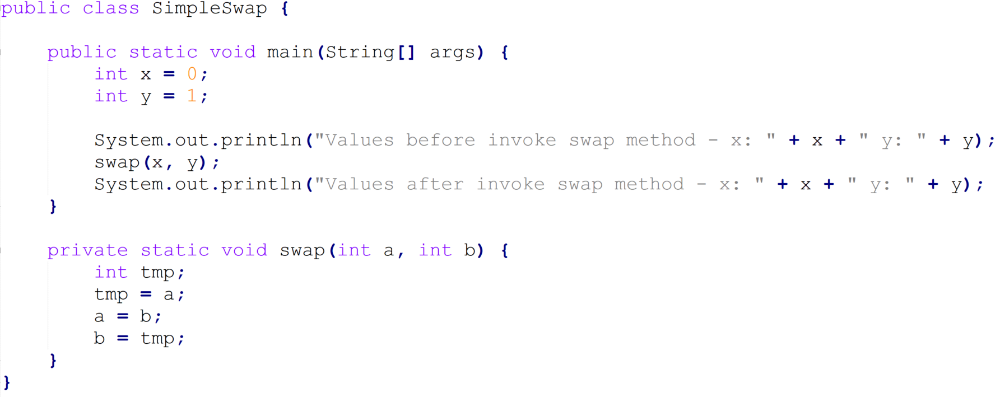 public class SimpleSwap {
public static void main(String[] args) {
int x = 0;
int y = 1;
System.out.println("Values before invoke swap method - x: " + x + " y: " + y);
swap(x, y);
System.out.println("Values after invoke swap method - x: " + x + " y: " + y);
}
private static void swap(int a, int b) {
int tmp;
tmp = a;
a = b;
b = tmp;
}
}